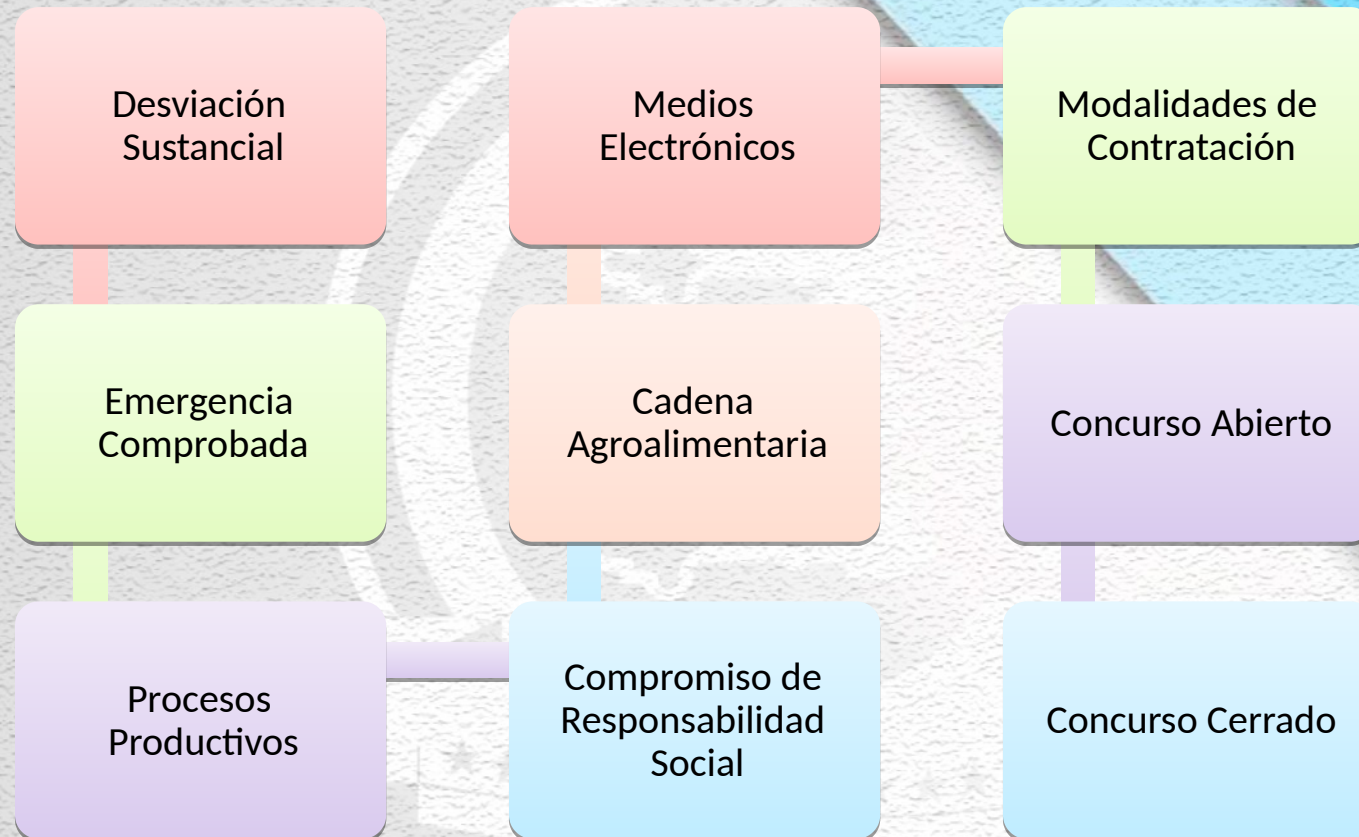 Desviación
Sustancial
Medios
Electrónicos
Modalidades de
Contratación
Emergencia
Comprobada
Cadena
Agroalimentaria
Concurso Abierto
Procesos
Productivos
Compromiso de
Responsabilidad
Social
Concurso Cerrado